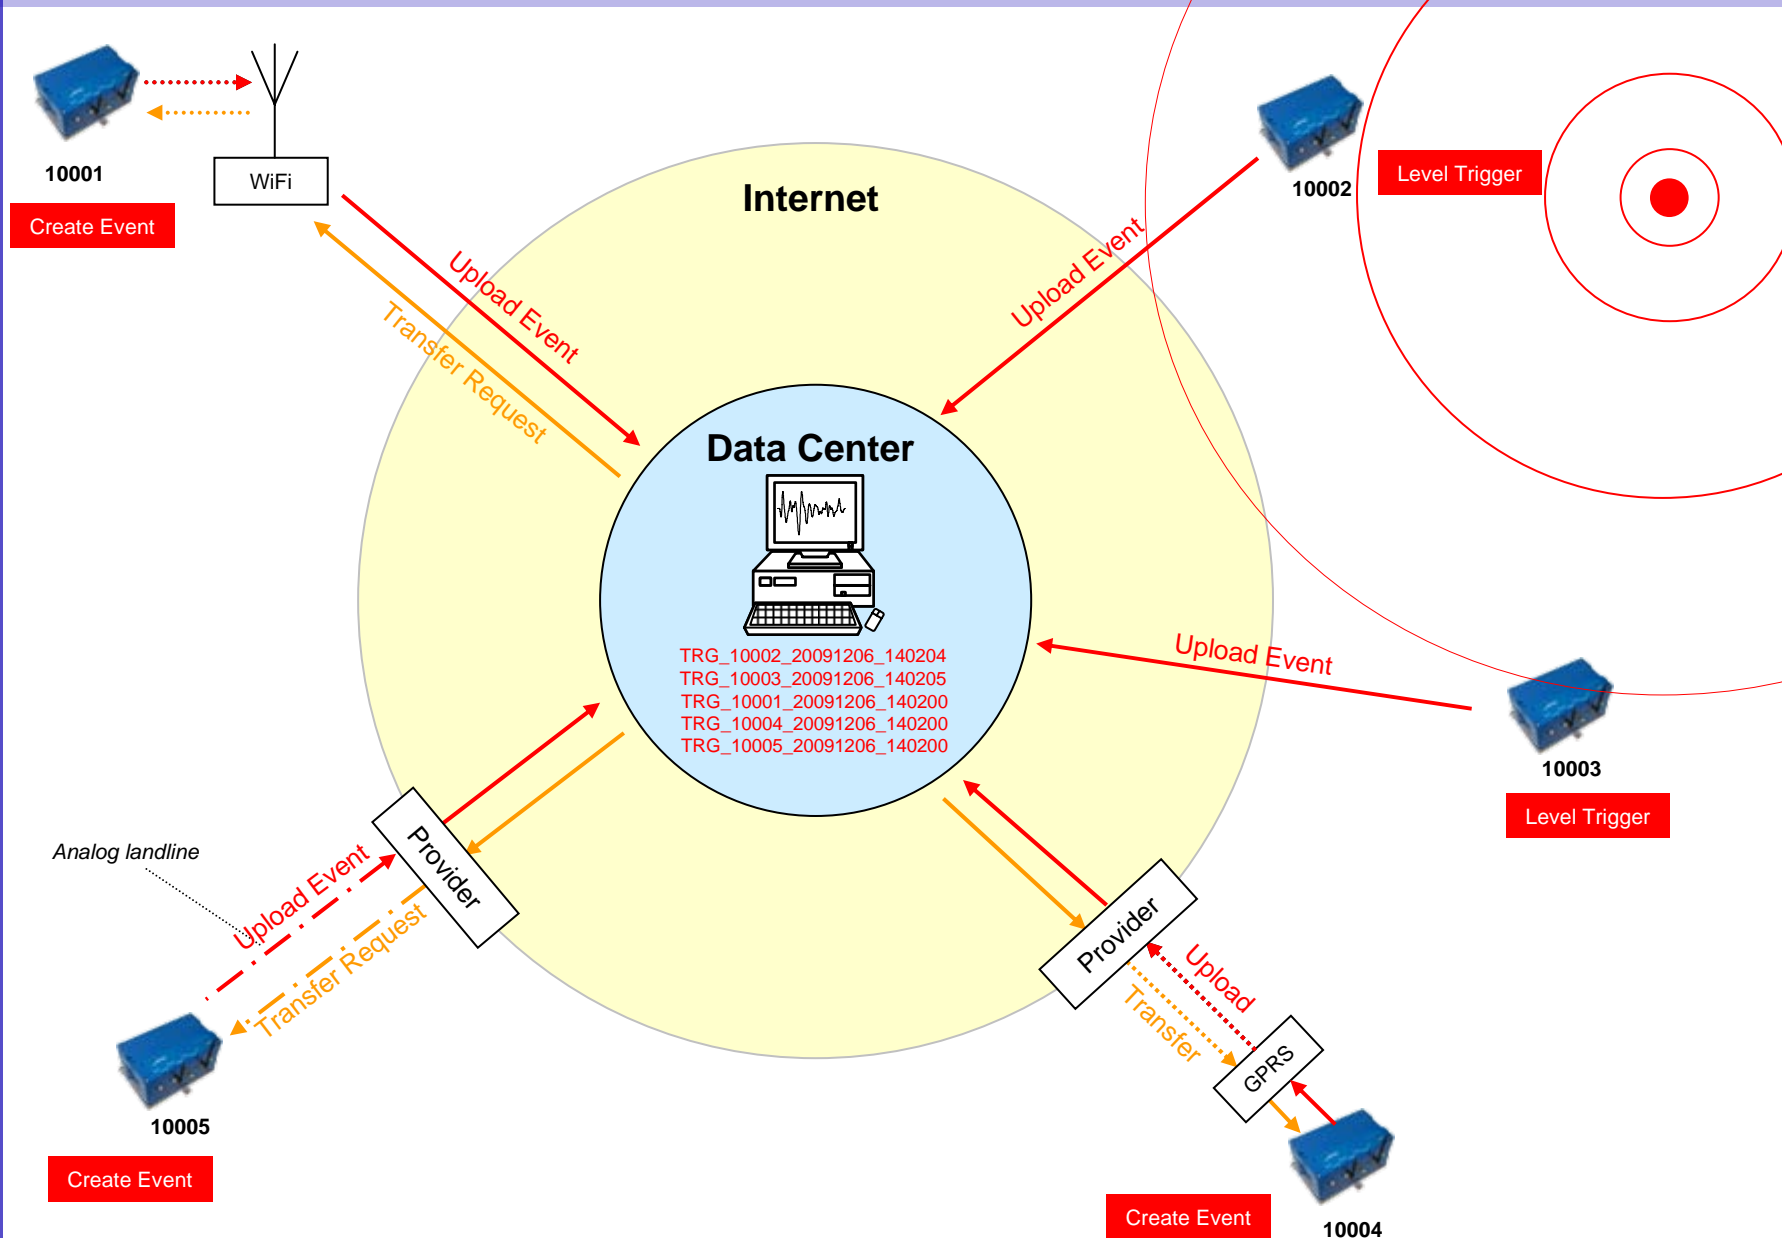 10001
WiFi
Create Event
Internet
10002
Level Trigger
Upload Event
Transfer Request
Upload Event
Data Center
TRG_10002_20091206_140204
TRG_10003_20091206_140205
TRG_10001_20091206_140200
TRG_10004_20091206_140200
TRG_10005_20091206_140200
Upload Event
10003
Level Trigger
Analog landline
Upload Event
Transfer Request
Provider
Provider
Upload
Transfer
GPRS
10005
Create Event
Create Event
10004